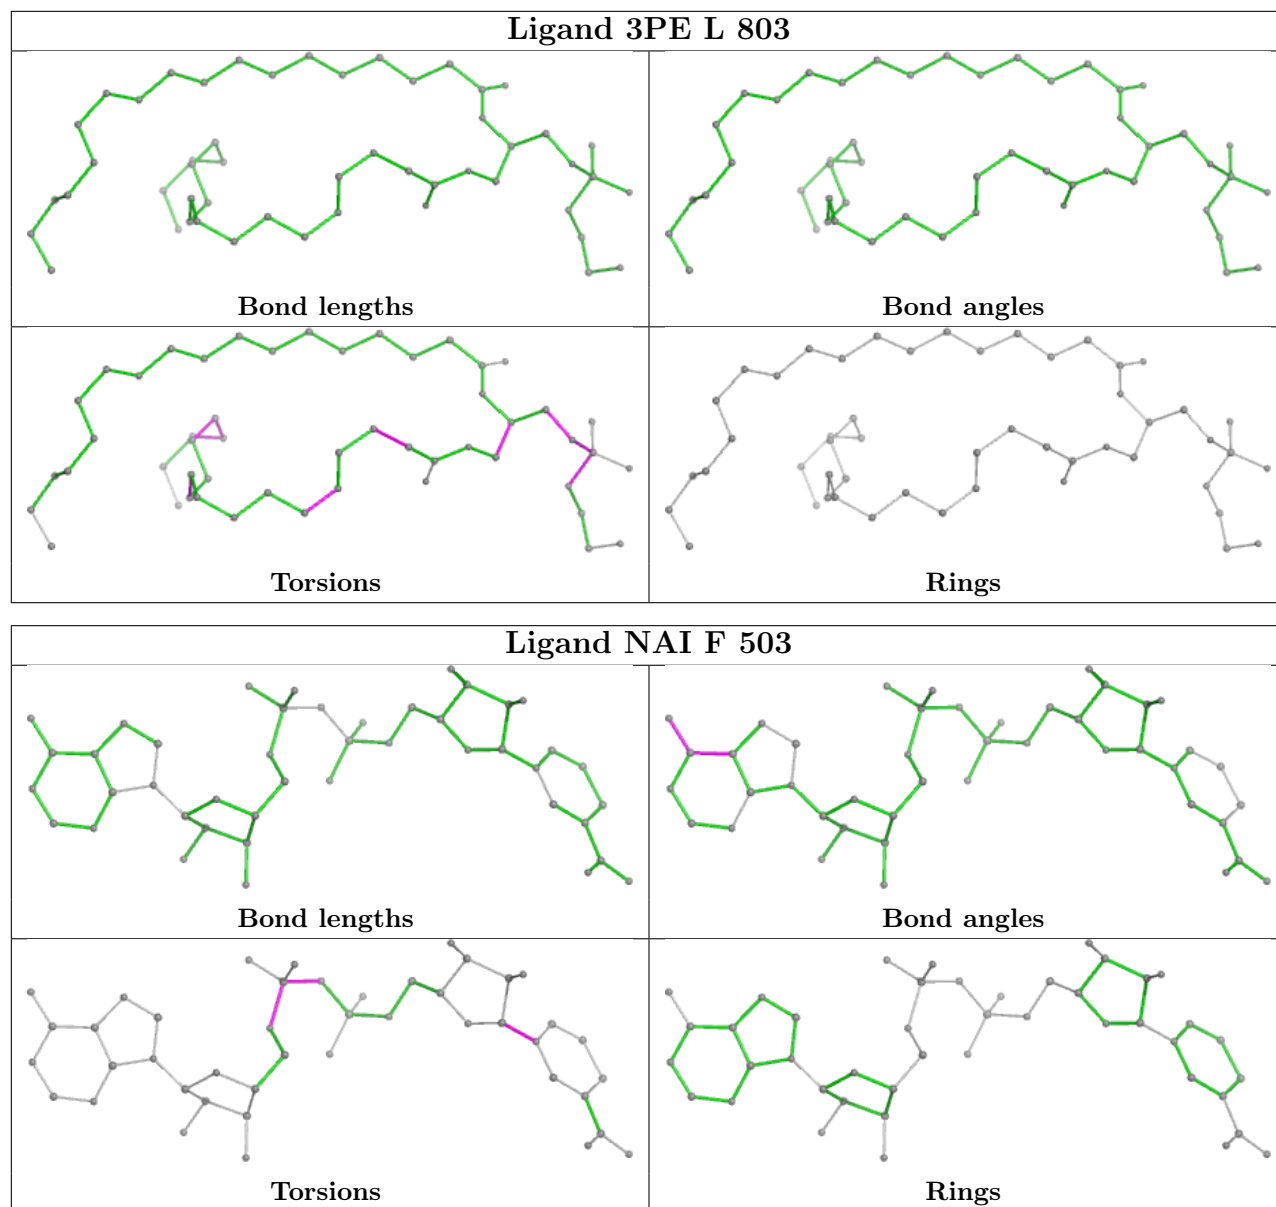 Ligand 3PE L 803
Bond lengths
Bond angles
Torsions
Rings
Ligand NAI F 503
Bond lengths
Bond angles
Torsions
Rings